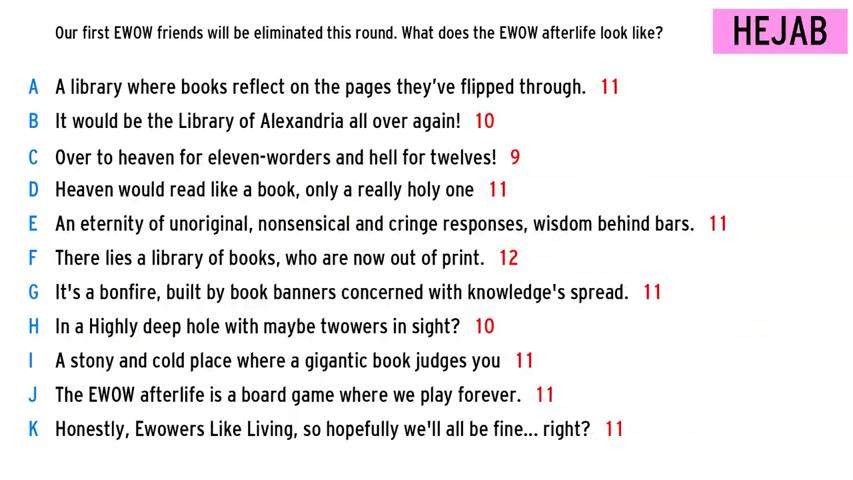 Our first EWOW friends will be eliminated this round. What does the EWOW afterlife look like?
HEJAB
A A library where books reflect on the pages they've flipped through. 11
B It would be the Library of Alexandria all over again! 10
C Over to heaven for eleven-worders and hell for twelves! 9
D Heaven would read like a book, only a really holy one 11
E An eternity of unoriginal, nonsensical and cringe responses, wisdom behind bars. 11
F There lies a library of books, who are now out of print. 12
G It's a bonfire, built by book banners concerned with knowledge's spread. 11
H In a Highly deep hole with maybe twowers in sight? 10
I A stony and cold place where a gigantic book judges you 11
J The EWOW afterlife is a board game where we play forever. 11
K Honestly, Ewowers Like Living, so hopefully we'll all be fine... right? 11